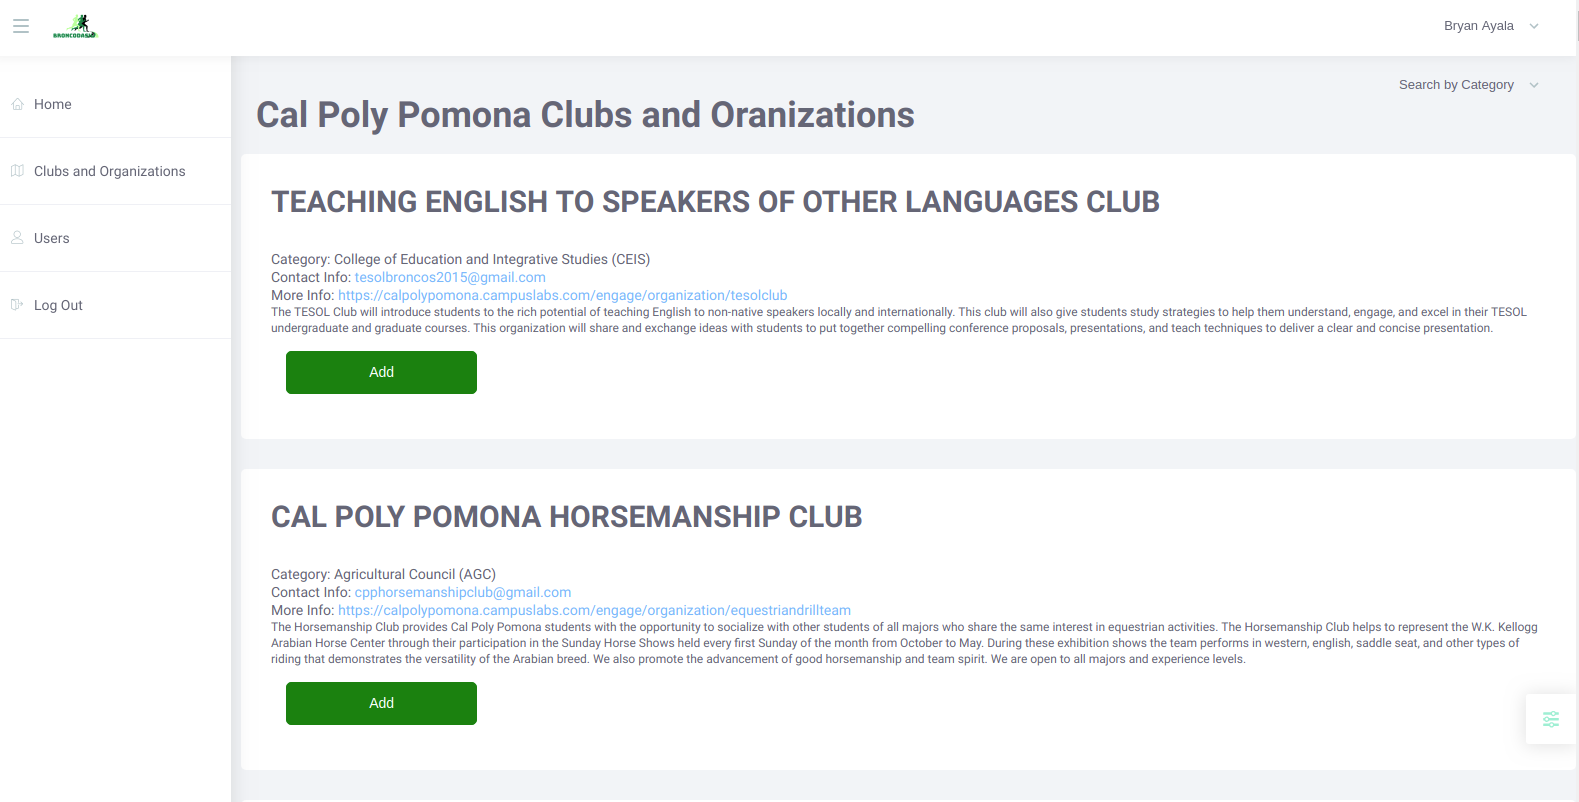 BRONCODASH
Bryan Ayala
Home
Clubs and Organizations
Users
Log Out
Search by Category
Cal Poly Pomona Clubs and Oranizations
TEACHING ENGLISH TO SPEAKERS OF OTHER LANGUAGES CLUB
Category: College of Education and Integrative Studies (CEIS)
Contact Info: tesolbroncos2015@gmail.com
More Info: https://calpolypomona.campuslabs.com/engage/organization/tesolclub
The TESOL Club will introduce students to the rich potential of teaching English to non-native speakers locally and internationally. This club will also give students study strategies to help them understand, engage, and excel in their TESOL
undergraduate and graduate courses. This organization will share and exchange ideas with students to put together compelling conference proposals, presentations, and teach techniques to deliver a clear and concise presentation.
Add
CAL POLY POMONA HORSEMANSHIP CLUB
Category: Agricultural Council (AGC)
Contact Info: cpphorsemanshipclub@gmail.com
More Info: https://calpolypomona.campuslabs.com/engage/organization/equestriandrillteam
The Horsemanship Club provides Cal Poly Pomona students with the opportunity to socialize with other students of all majors who share the same interest in equestrian activities. The Horsemanship Club helps to represent the W.K. Kellogg
Arabian Horse Center through their participation in the Sunday Horse Shows held every first Sunday of the month from October to May. During these exhibition shows the team performs in western, english, saddle seat, and other types of
riding that demonstrates the versatility of the Arabian breed. We also promote the advancement of good horsemanship and team spirit. We are open to all majors and experience levels.
Add